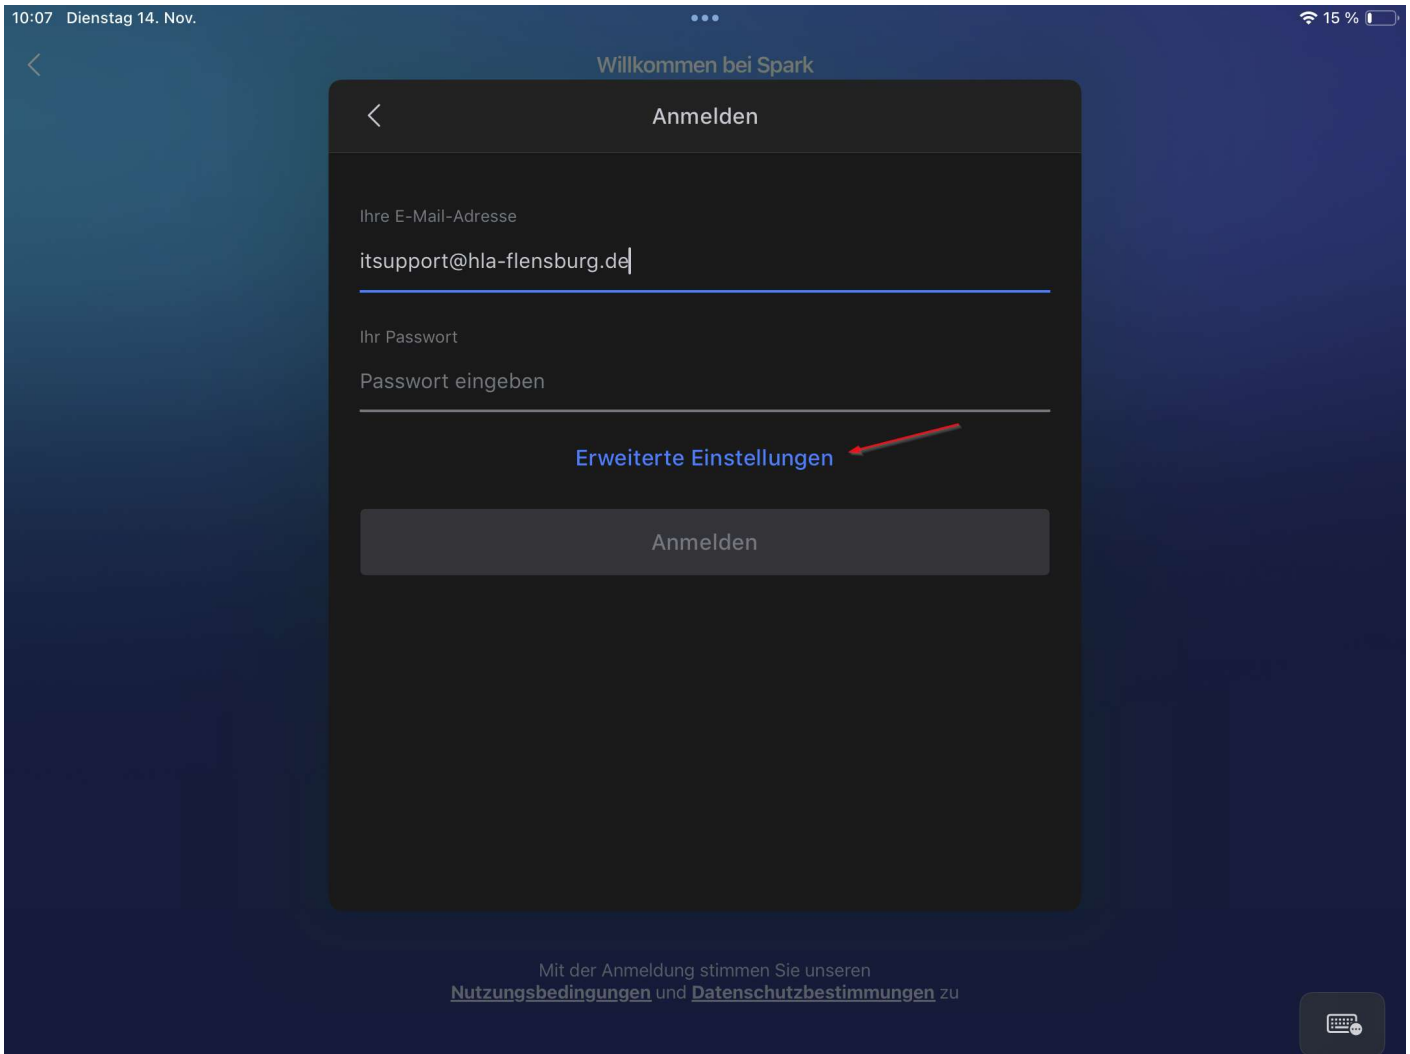 10:07 Dienstag 14. Nov.
15 %
Willkommen bei Spark
Anmelden
Ihre E-Mail-Adresse
itsupport@hla-flensburg.de
Ihr Passwort
Passwort eingeben
Erweiterte Einstellungen
Anmelden
Mit der Anmeldung stimmen Sie unseren
Nutzungsbedingungen und Datenschutzbestimmungen zu